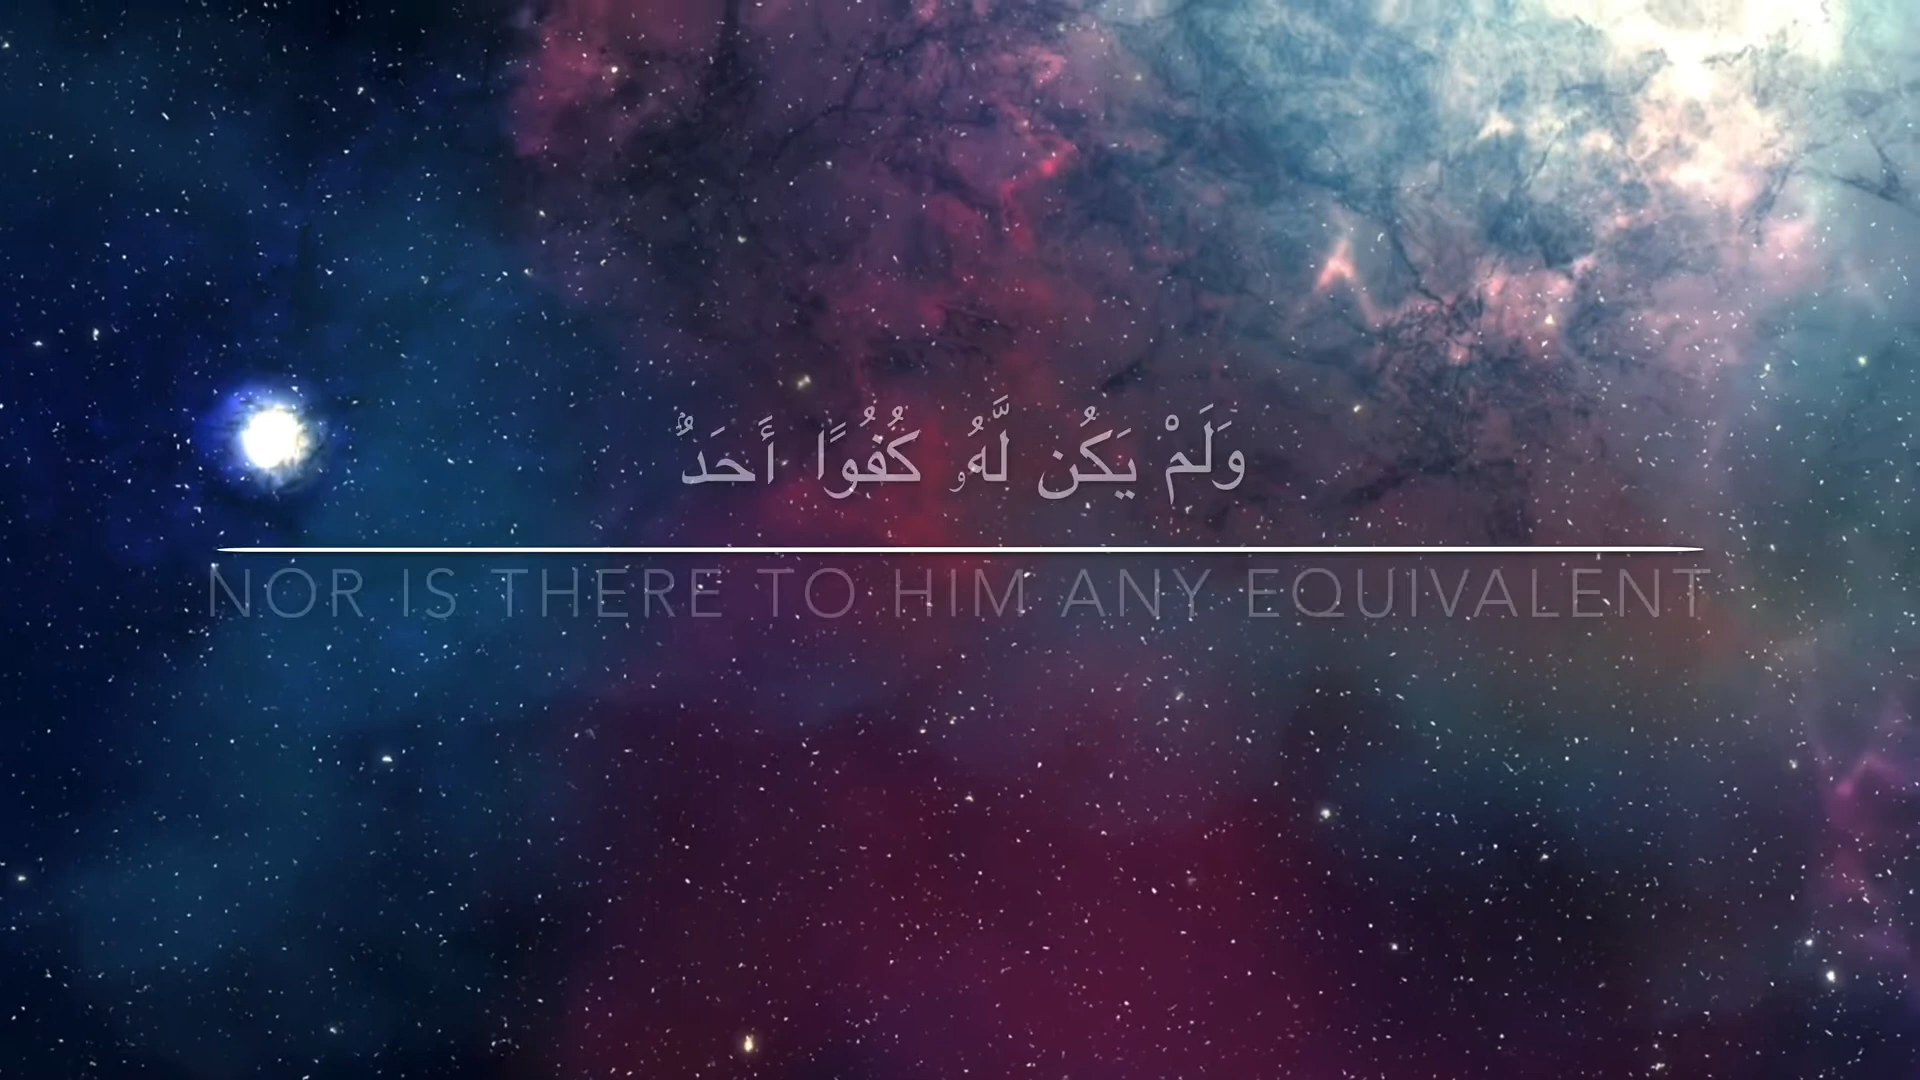 وَلَمْ يَكُن لَّهُۥ كُفُوًا أَحَدٌۢ
NOR IS THERE TO HIM ANY EQUIVALENT